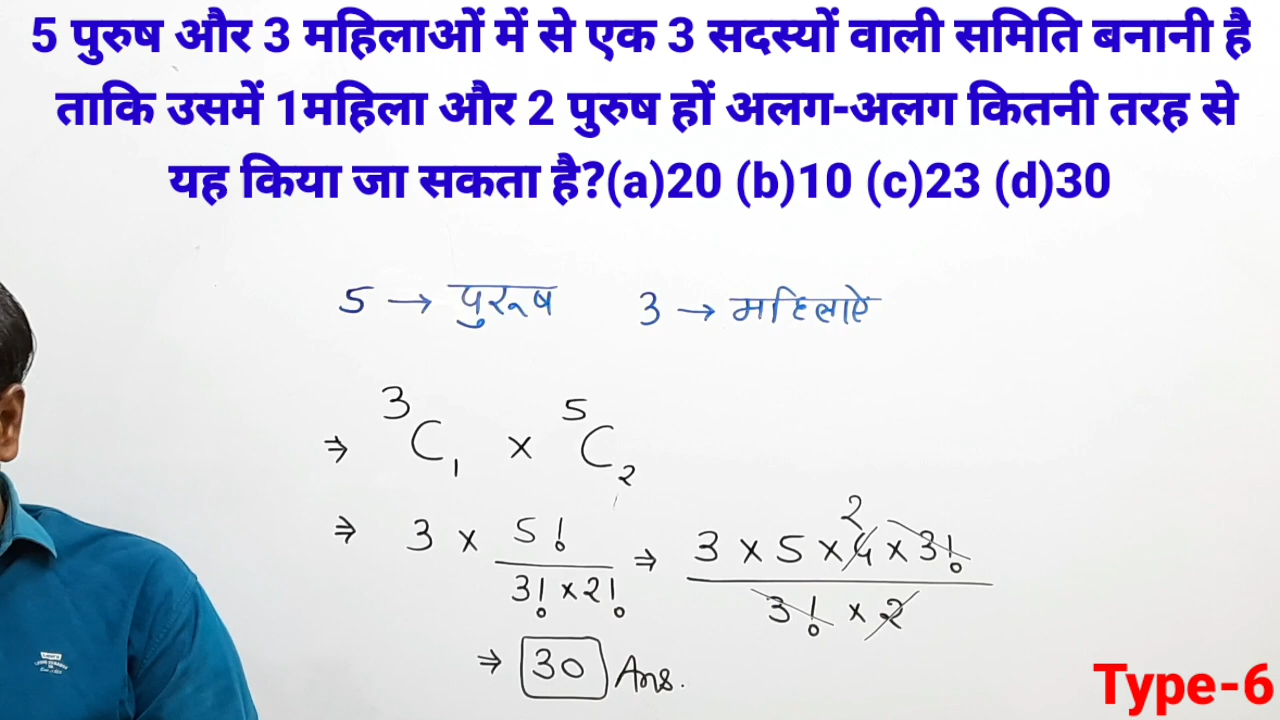 5 पुरुष और 3 महिलाओं में से एक 3 सदस्यों वाली समिति बनानी है
ताकि उसमें 1महिला और 2 पुरुष हों अलग-अलग कितनी तरह से
यह किया जा सकता है?(a)20 (b)10 (c)23 (d)30
5 → पुरूष 3 → महिलाऐ
⇒ ³C₁ × ⁵C₂
⇒ 3 × 5!/(3! × 2!) ⇒ (3 × 5 × 4 × 3!)/(3! × 2) 2
⇒ 30 Ans.
Type-6